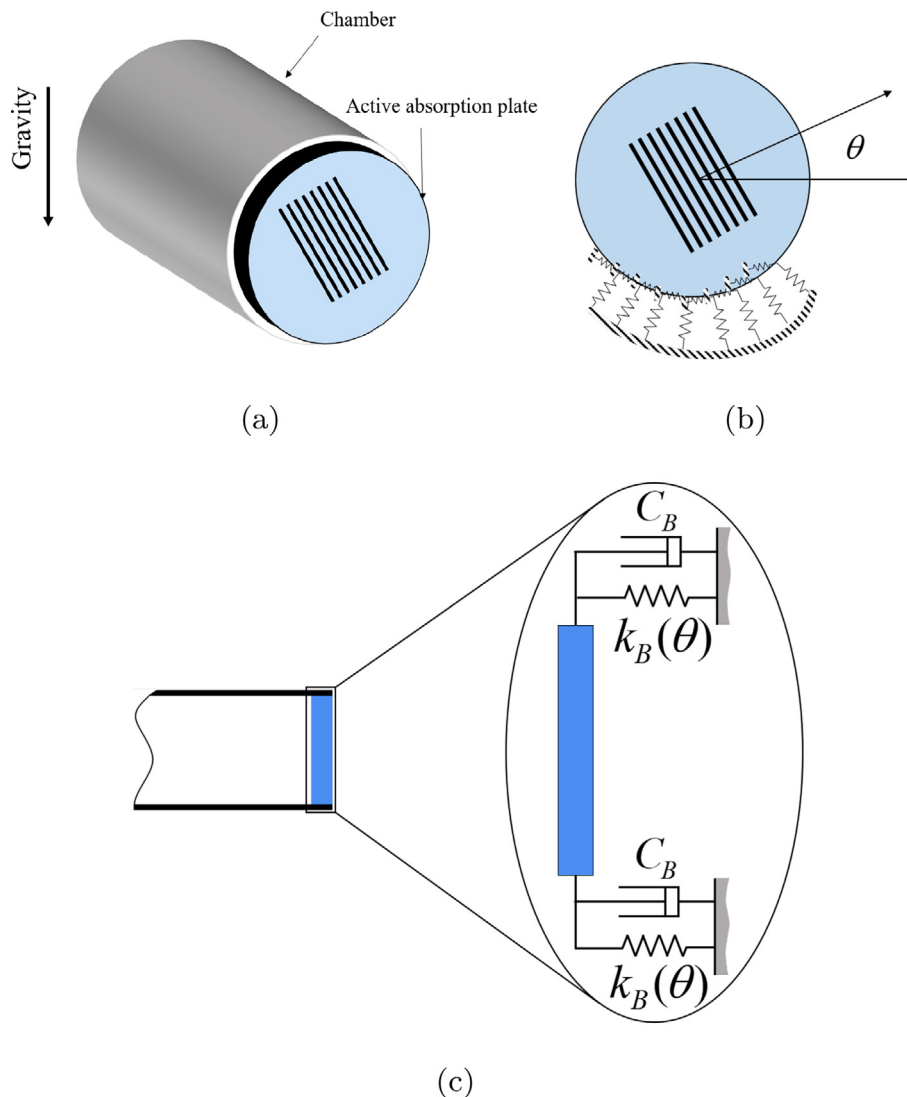 Chamber
Active absorption plate
Gravity
θ
(a)
(b)
C_B
k_B(θ)
C_B
k_B(θ)
(c)